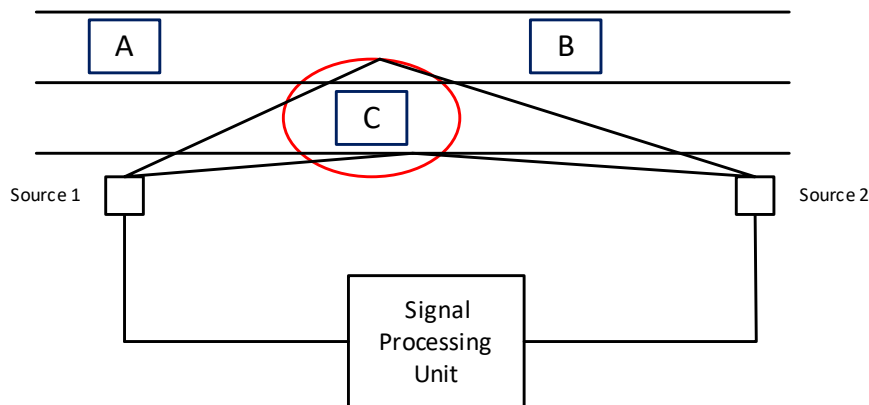 A
B
C
Source 1
Source 2
Signal
Processing
Unit